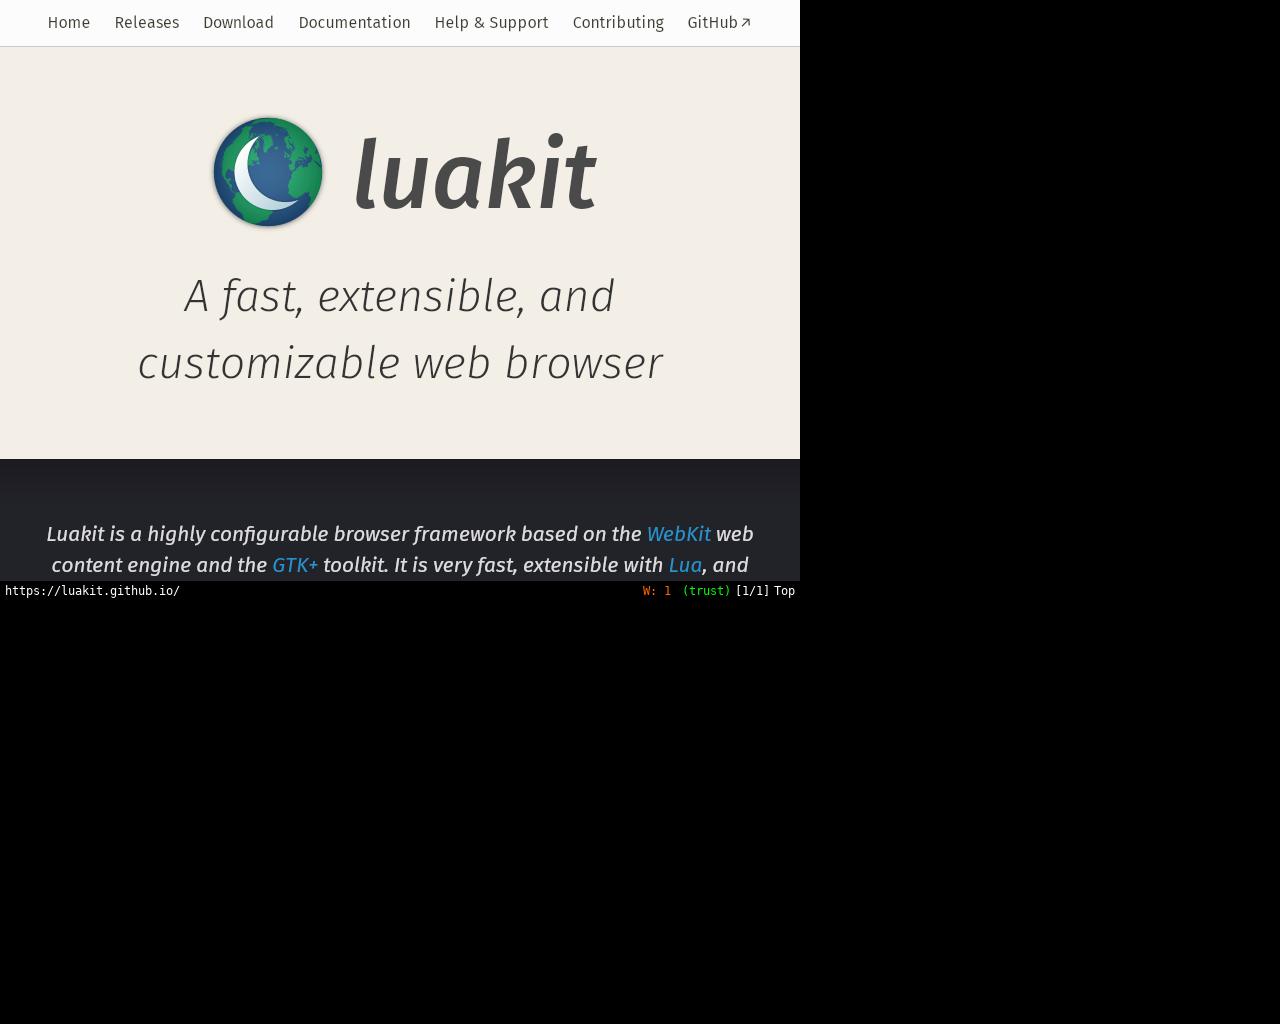 Home Releases Download Documentation Help & Support Contributing GitHub↗
luakit
A fast, extensible, and
customizable web browser
Luakit is a highly configurable browser framework based on the WebKit web
content engine and the GTK+ toolkit. It is very fast, extensible with Lua, and
https://luakit.github.io/ W: 1 (trust) [1/1] Top